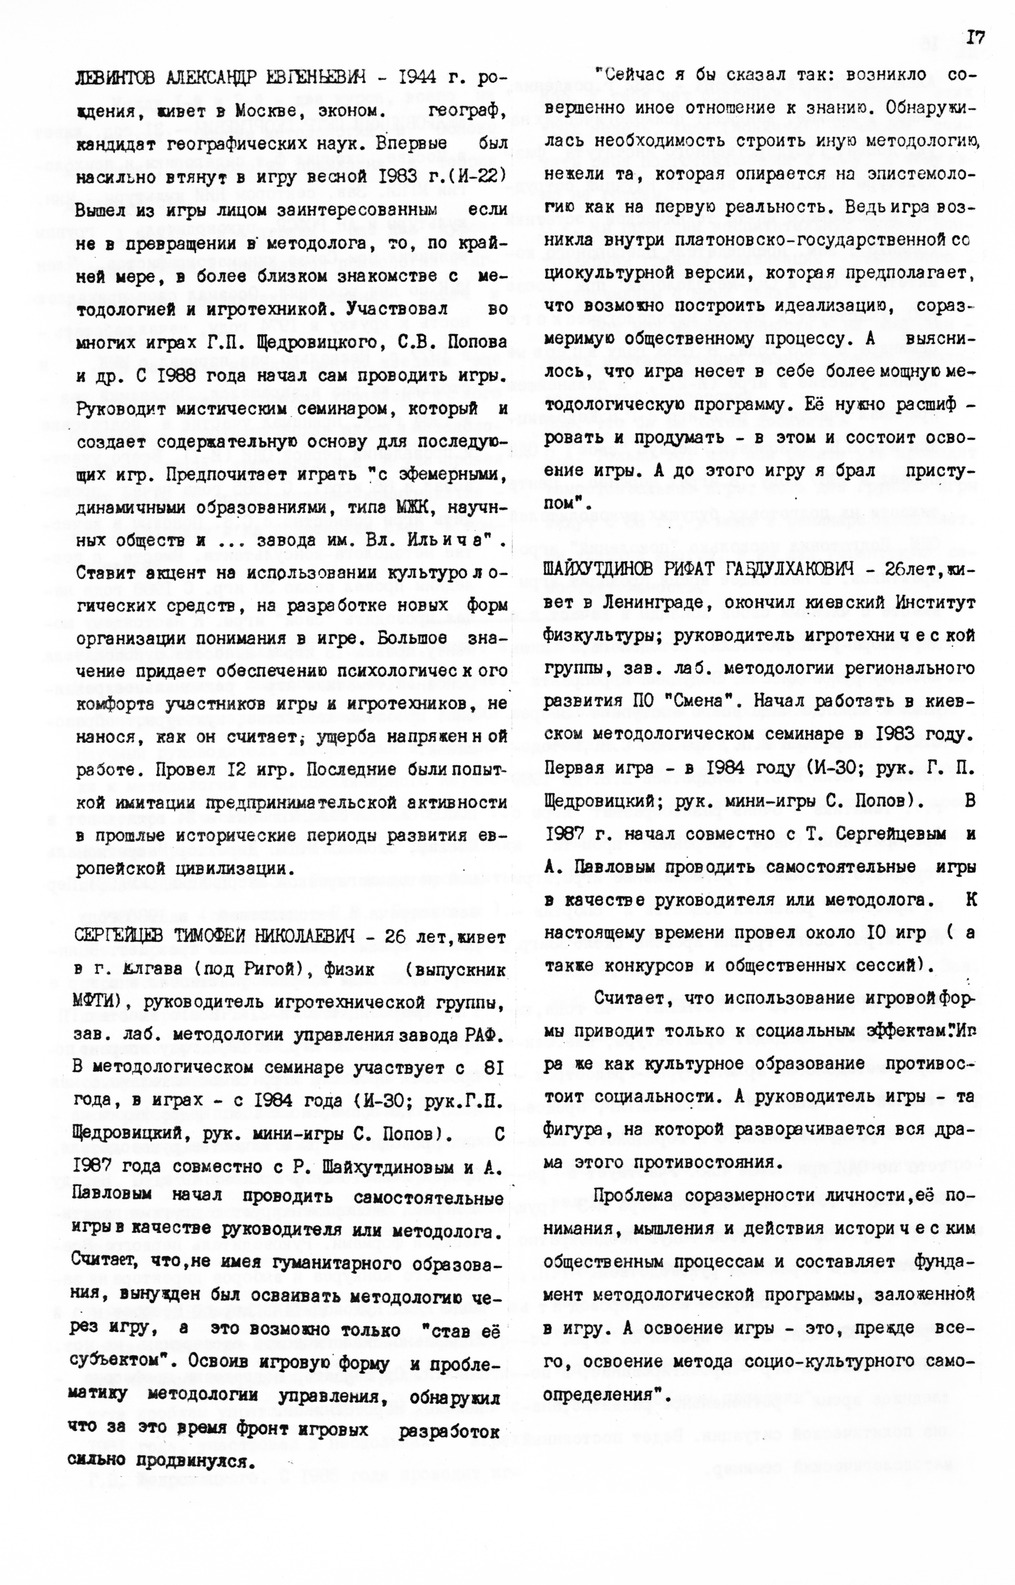 17
ЛЕВИНТОВ АЛЕКСАНДР ЕВГЕНЬЕВИЧ - 1944 г. ро-
ждения, живет в Москве, эконом. географ,
кандидат географических наук. Впервые был
насильно втянут в игру весной 1983 г.(И-22)
Вышел из игры лицом заинтересованным если
не в превращении в методолога, то, по край-
ней мере, в более близком знакомстве с ме-
тодологией и игротехникой. Участвовал во
многих играх Г.П. Щедровицкого, С.В. Попова
и др. С 1988 года начал сам проводить игры.
Руководит мистическим семинаром, который и
создает содержательную основу для последую-
щих игр. Предпочитает играть "с эфемерными,
динамичными образованиями, типа МЖК, научн-
ных обществ и ... завода им. Вл. Ильича".
Ставит акцент на использовании культуроло-
гических средств, на разработке новых форм
организации понимания в игре. Большое зна-
чение придает обеспечению психологического
комфорта участников игры и игротехников, не
нанося, как он считает, ущерба напряженной
работе. Провел 12 игр. Последние были попыт-
кой имитации предпринимательской активности
в прошлые исторические периоды развития ев-
ропейской цивилизации.
СЕРГЕЙЦЕВ ТИМОФЕЙ НИКОЛАЕВИЧ - 26 лет,живет
в г. Елгава (под Ригой), физик (выпускник
МФТИ), руководитель игротехнической группы,
зав. лаб. методологии управления завода РАФ.
В методологическом семинаре участвует с 81
года, в играх - с 1984 года (И-30; рук.Г.П.
Щедровицкий, рук. мини-игры С. Попов). С
1987 года совместно с Р. Шайхутдиновым и А.
Павловым начал проводить самостоятельные
игры в качестве руководителя или методолога.
Считает, что,не имея гуманитарного образова-
ния, вынужден был осваивать методологию че-
рез игру, а это возможно только "став её
субъектом". Освоив игровую форму и пробле-
матику методологии управления, обнаружил
что за это время фронт игровых разработок
сильно продвинулся.
"Сейчас я бы сказал так: возникло со-
вершенно иное отношение к знанию. Обнаружи-
лась необходимость строить иную методологию,
нежели та, которая опирается на эпистемоло-
гию как на первую реальность. Ведь игра воз-
никла внутри платоновско-государственной со
циокультурной версии, которая предполагает,
что возможно построить идеализацию, сораз-
меримую общественному процессу. А выясни-
лось, что игра несет в себе более мощную ме-
тодологическую программу. Её нужно расшиф -
ровать и продумать - в этом и состоит осво-
ение игры. А до этого игру я брал присту-
пом".
ШАЙХУТДИНОВ РИФАТ ГАБДУЛХАКОВИЧ - 26лет,жи-
вет в Ленинграде, окончил киевский Институт
физкультуры; руководитель игротехнической
группы, зав. лаб. методологии регионального
развития ПО "Смена". Начал работать в киев-
ском методологическом семинаре в 1983 году.
Первая игра - в 1984 году (И-30; рук. Г. П.
Щедровицкий; рук. мини-игры С. Попов). В
1987 г. начал совместно с Т. Сергейцевым и
А. Павловым проводить самостоятельные игры
в качестве руководителя или методолога. К
настоящему времени провел около 10 игр ( а
также конкурсов и общественных сессий).
Считает, что использование игровой фор-
мы приводит только к социальным эффектам:"Иг
ра же как культурное образование противос-
тоит социальности. А руководитель игры - та
фигура, на которой разворачивается вся дра-
ма этого противостояния.
Проблема соразмерности личности,её по-
нимания, мышления и действия историческим
общественным процессам и составляет фунда-
мент методологической программы, заложенной
в игру. А освоение игры - это, прежде все-
го, освоение метода социо-культурного само-
определения".